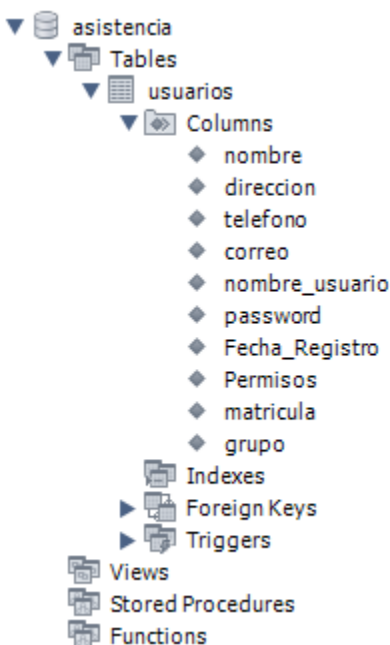 asistencia
Tables
usuarios
Columns
nombre
direccion
telefono
correo
nombre_usuario
password
Fecha_Registro
Permisos
matricula
grupo
Indexes
Foreign Keys
Triggers
Views
Stored Procedures
Functions